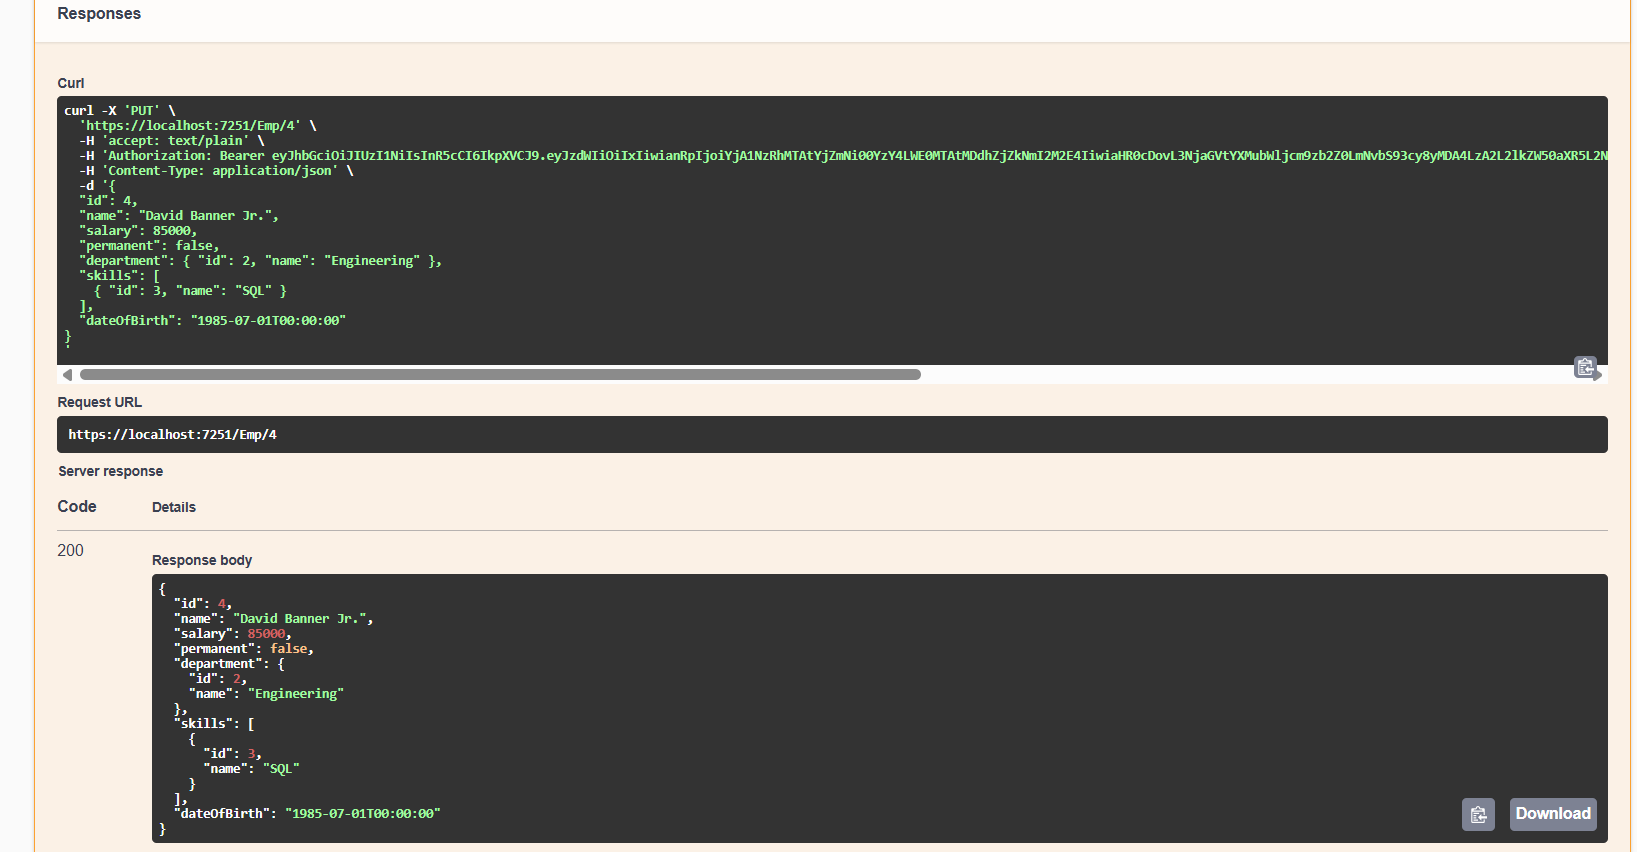 Responses
Curl
curl -X 'PUT' \
  'https://localhost:7251/Emp/4' \
  -H 'accept: text/plain' \
  -H 'Authorization: Bearer eyJhbGciOiJIUzI1NiIsInR5cCI6IkpXVCJ9.eyJzdWIiOiIxIiwianRpIjoiYjA1NzRhMTAtYjZmNi00YzY4LWE0MTAtMDdhZjZkNmI2M2E4IiwiaHR0cDovL3NjaGVtYXMubWljcm9zb2Z0LmNvbS93cy8yMDA4LzA2L2lkZW50aXR5L2N
  -H 'Content-Type: application/json' \
  -d '{
  "id": 4,
  "name": "David Banner Jr.",
  "salary": 85000,
  "permanent": false,
  "department": { "id": 2, "name": "Engineering" },
  "skills": [
    { "id": 3, "name": "SQL" }
  ],
  "dateOfBirth": "1985-07-01T00:00:00"
}
'
Request URL
https://localhost:7251/Emp/4
Server response
Code Details
200
Response body
{
  "id": 4,
  "name": "David Banner Jr.",
  "salary": 85000,
  "permanent": false,
  "department": {
    "id": 2,
    "name": "Engineering"
  },
  "skills": [
    {
      "id": 3,
      "name": "SQL"
    }
  ],
  "dateOfBirth": "1985-07-01T00:00:00"
}
Download